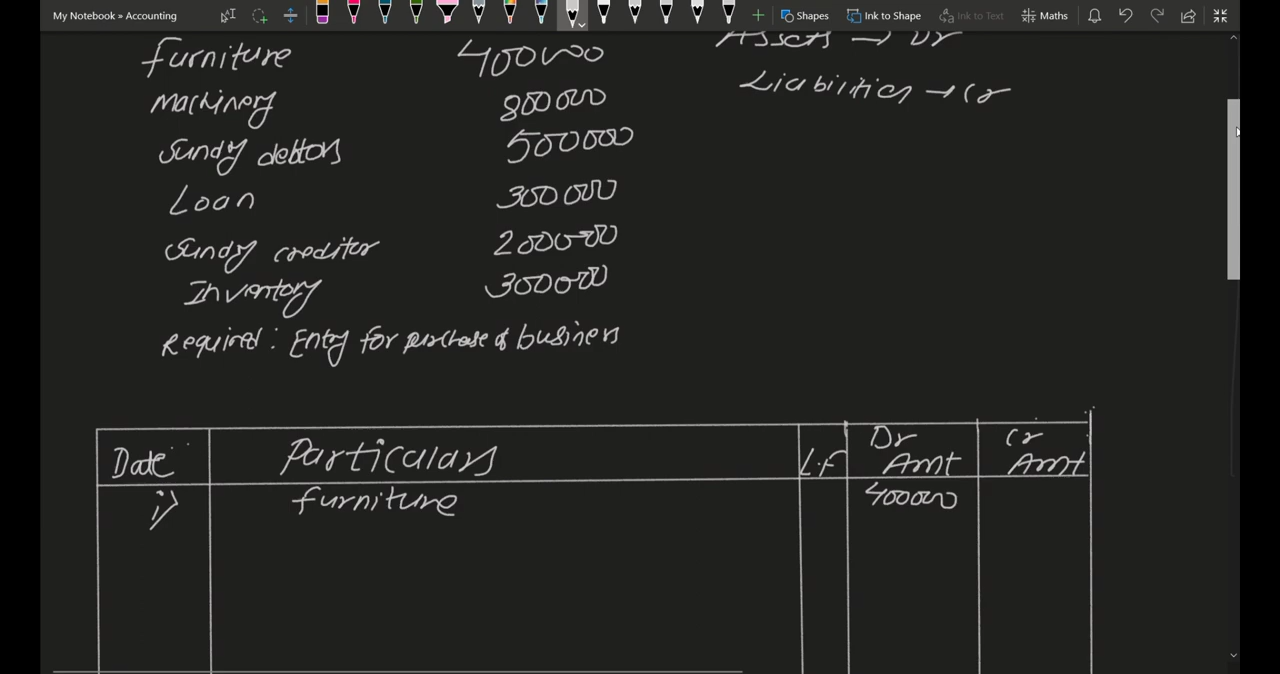 My Notebook » Accounting
Shapes
Ink to Shape
Ink to Text
Maths
Assets → Dr
Furniture 400000
Liabilities → Cr
Machinery 800000
Sundry debtors 500000
Loan 300000
Sundry creditor 200000
Inventory 300000
Required: Entry for purchase of business
Date Particulars L.F Dr Amt Cr Amt
i) furniture 400000